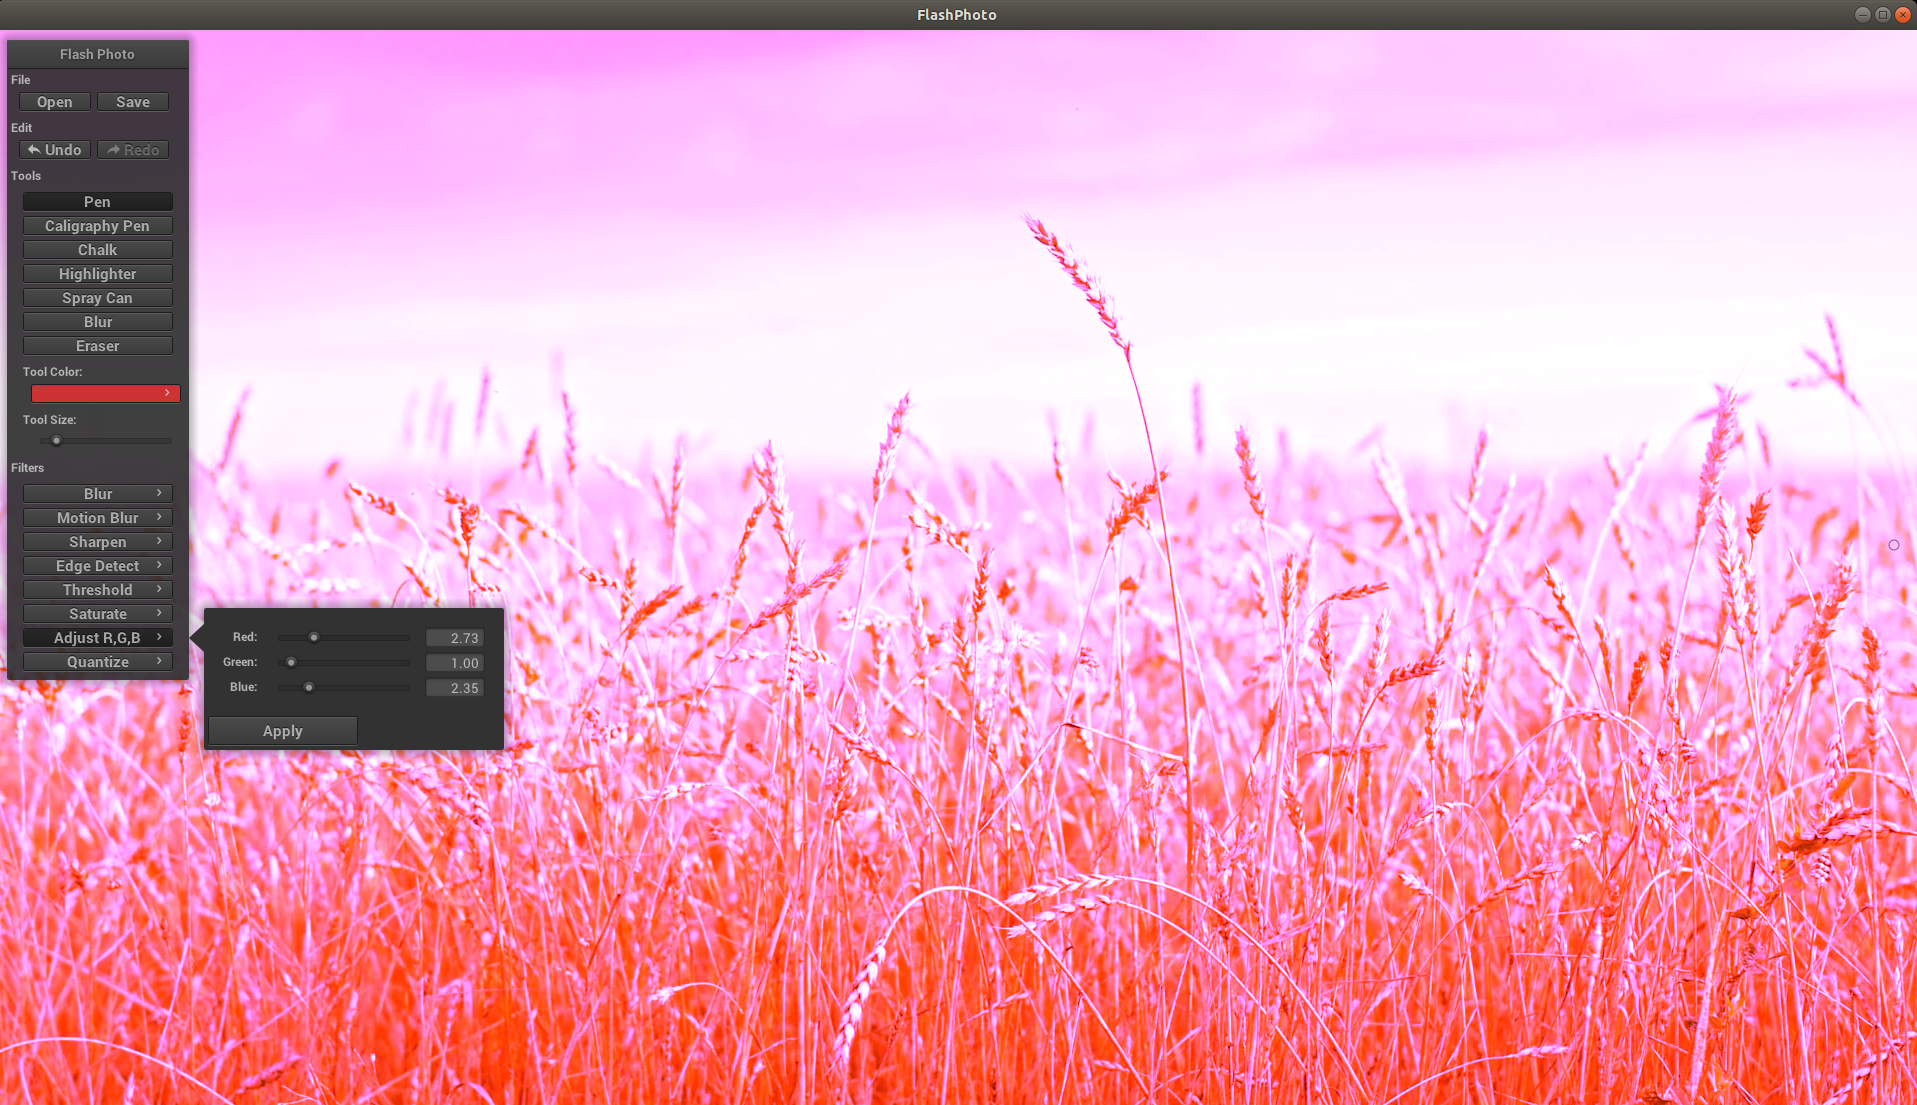 FlashPhoto
Flash Photo
File
Open Save
Edit
Undo Redo
Tools
Pen
Caligraphy Pen
Chalk
Highlighter
Spray Can
Blur
Eraser
Tool Color:
Tool Size:
Filters
Blur
Motion Blur
Sharpen
Edge Detect
Threshold
Saturate
Adjust R,G,B
Quantize
Red: 2.73
Green: 1.00
Blue: 2.35
Apply